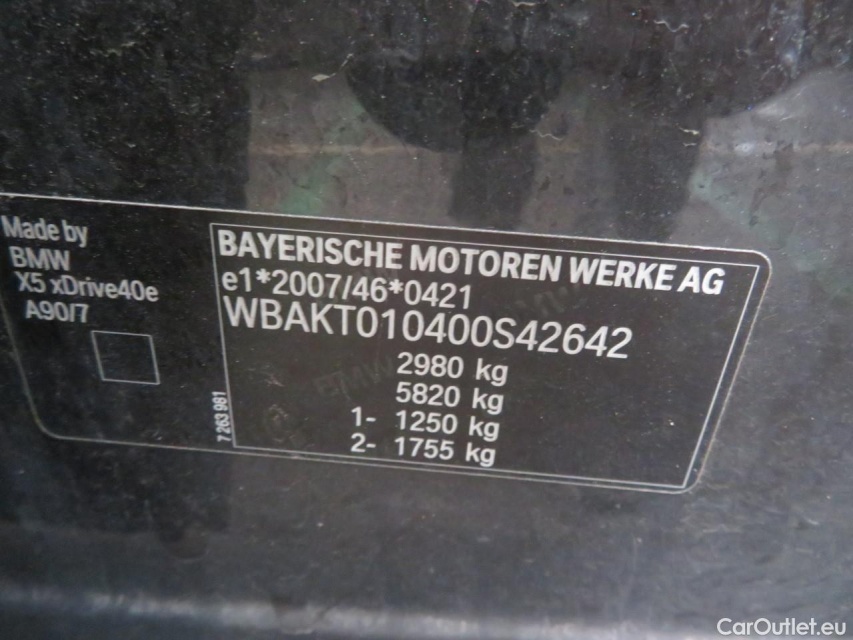 Made by
BMW
X5 xDrive40e
A90/7
BAYERISCHE MOTOREN WERKE AG
e1*2007/46*0421
WBAKT010400S42642
2980 kg
5820 kg
1- 1250 kg
2- 1755 kg
7 263 961
CarOutlet.eu